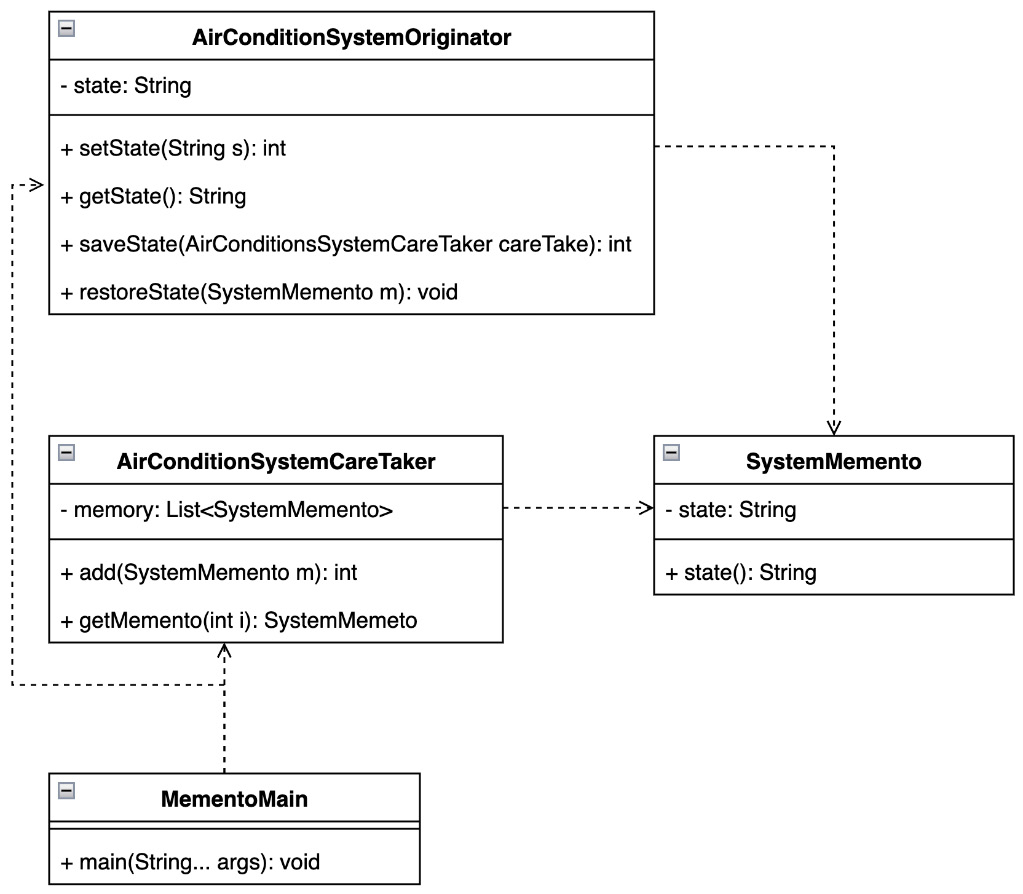 AirConditionSystemOriginator
- state: String
+ setState(String s): int
+ getState(): String
+ saveState(AirConditionsSystemCareTaker careTake): int
+ restoreState(SystemMemento m): void
AirConditionSystemCareTaker
- memory: List<SystemMemento>
+ add(SystemMemento m): int
+ getMemento(int i): SystemMemeto
SystemMemento
- state: String
+ state(): String
MementoMain
+ main(String... args): void